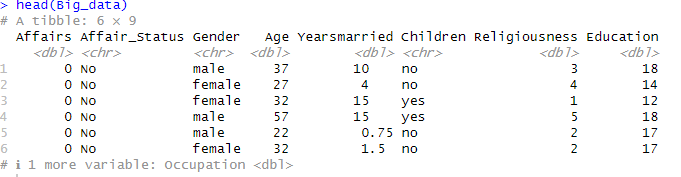 > head(Big_data)
# A tibble: 6 × 9
Affairs Affair_Status Gender Age Yearsmarried Children Religiousness Education
<dbl> <chr> <chr> <dbl> <dbl> <chr> <dbl> <dbl>
1 0 No male 37 10 no 3 18
2 0 No female 27 4 no 4 14
3 0 No female 32 15 yes 1 12
4 0 No male 57 15 yes 5 18
5 0 No male 22 0.75 no 2 17
6 0 No female 32 1.5 no 2 17
# ℹ 1 more variable: Occupation <dbl>